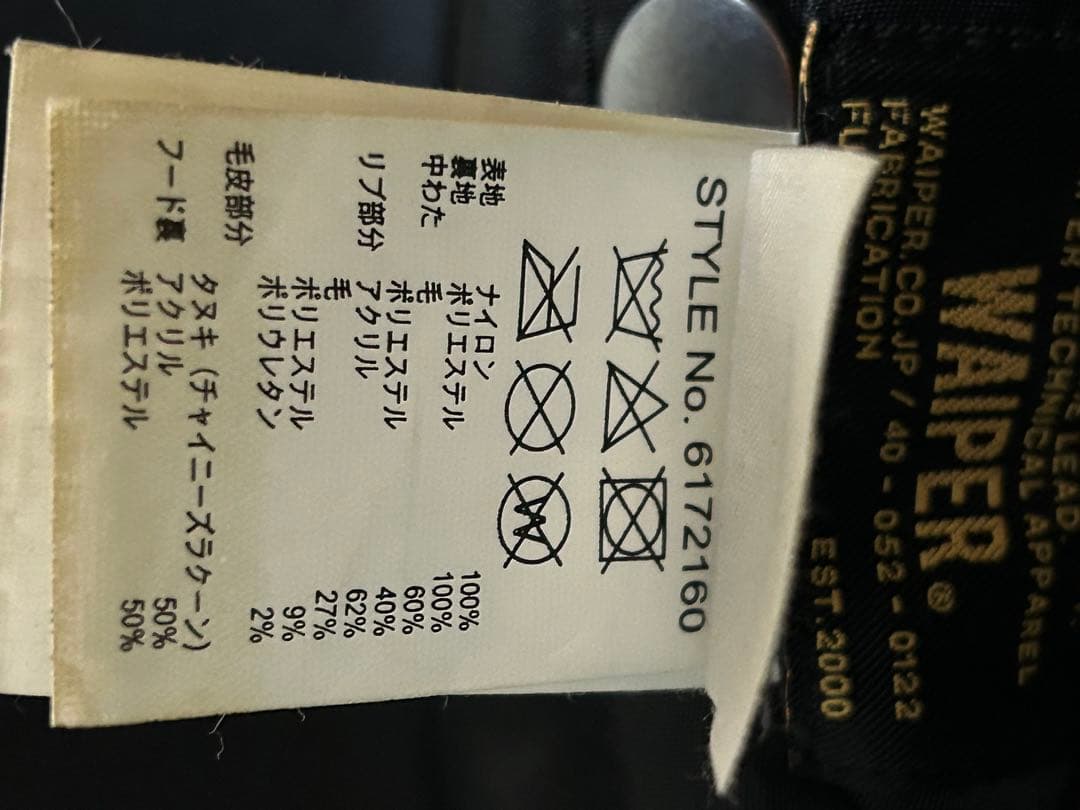 TECHNICAL APPAREL
WAIPER®
WAIPER.CO.JP / 40 - 052 - 0122
FABRICATION
EST.2000
STYLE No. 6172160
表地 ナイロン 100%
裏地 ポリエステル 100%
中わた 毛 60%
ポリエステル 40%
リブ部分 アクリル 62%
毛 27%
ポリエステル 9%
ポリウレタン 2%
毛皮部分 タヌキ (チャイニーズラクーン)
フード裏 アクリル 50%
ポリエステル 50%